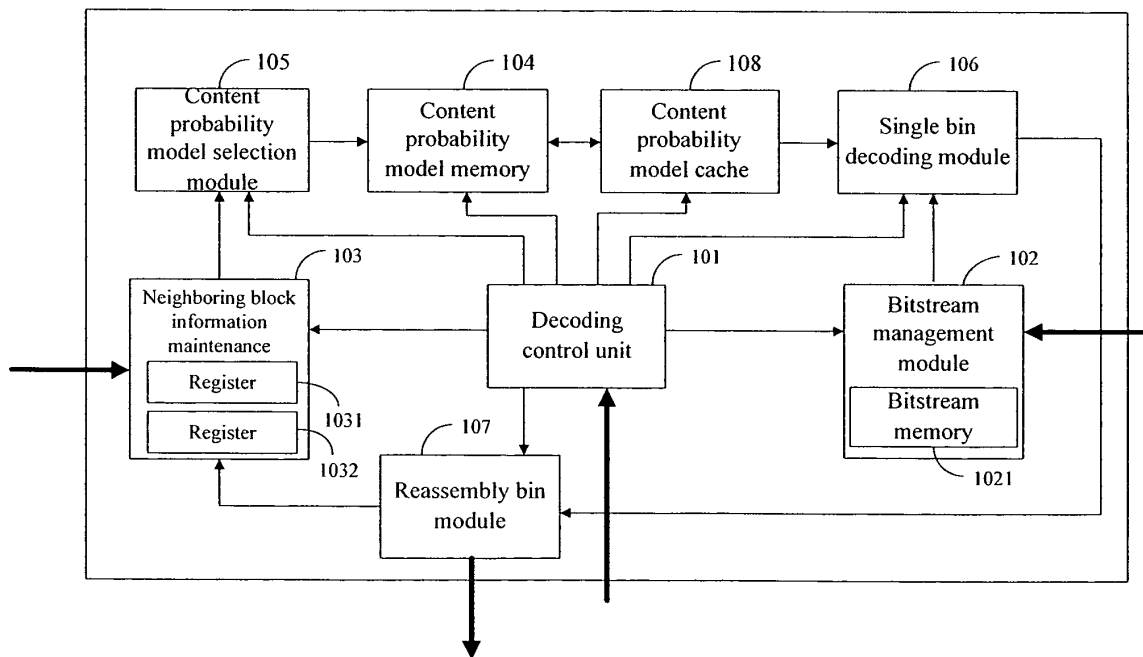 105
Content
probability
model selection
module
104
Content
probability
model memory
108
Content
probability
model cache
106
Single bin
decoding module
103
Neighboring block
information
maintenance
Register
1031
Register
1032
101
Decoding
control unit
102
Bitstream
management
module
Bitstream
memory
1021
107
Reassembly bin
module